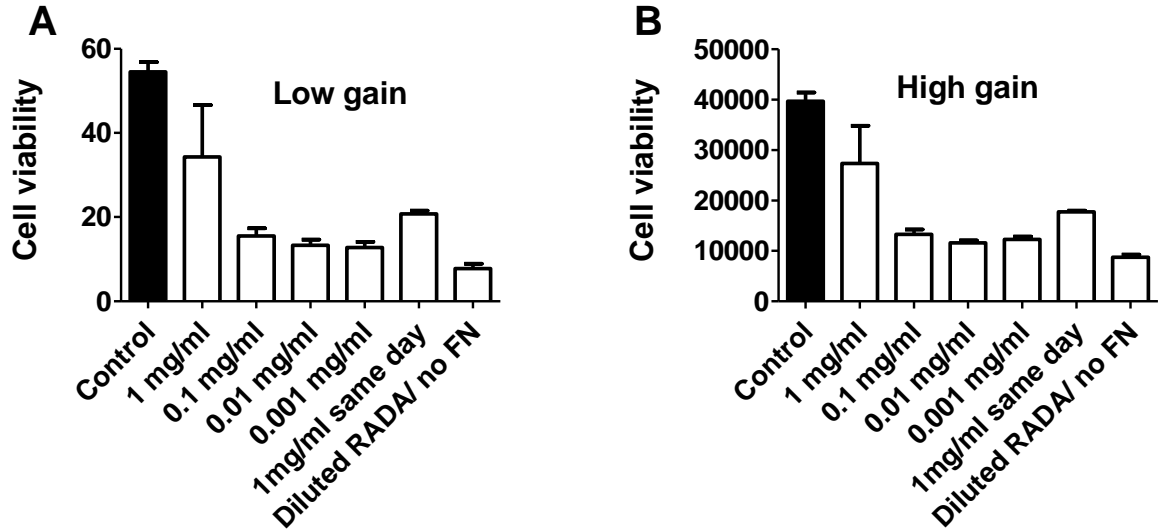 A
Low gain
Cell viability
60
40
20
0
Control
1 mg/ml
0.1 mg/ml
0.01 mg/ml
0.001 mg/ml
1mg/ml same day
Diluted RADA/ no FN
B
High gain
Cell viability
50000
40000
30000
20000
10000
0
Control
1 mg/ml
0.1 mg/ml
0.01 mg/ml
0.001 mg/ml
1mg/ml same day
Diluted RADA/ no FN